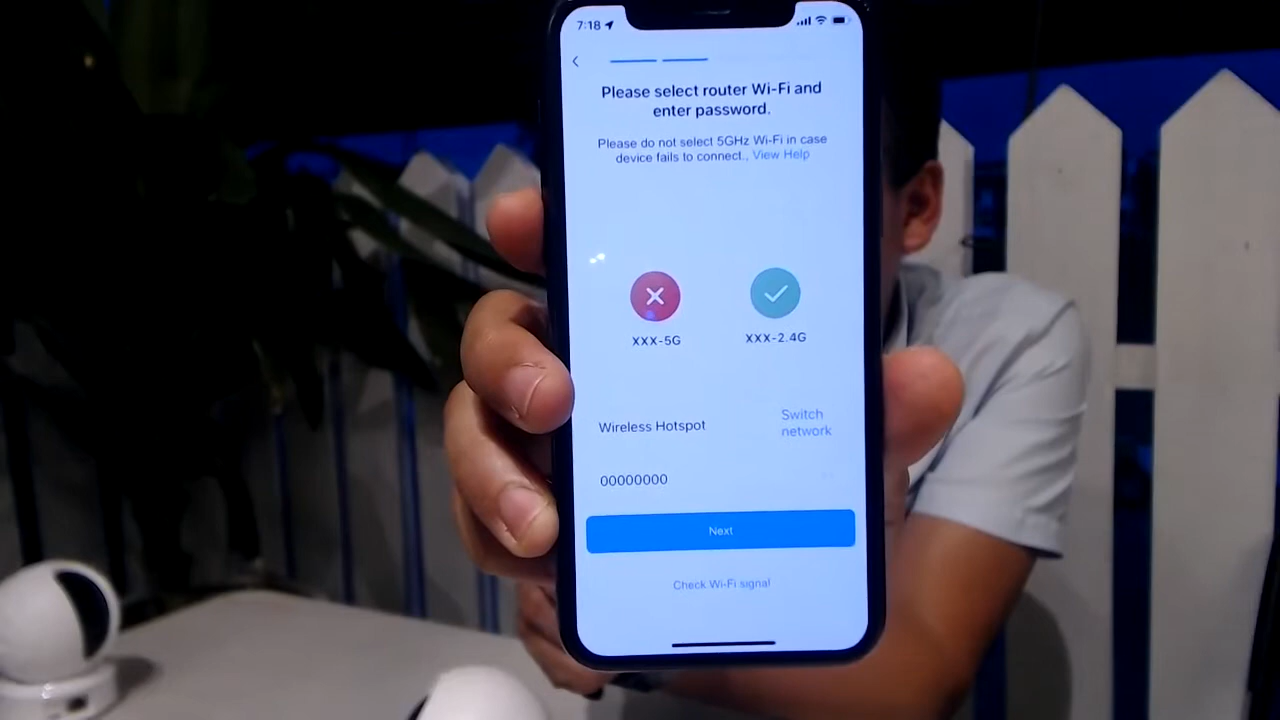 7:18
Please select router Wi-Fi and
enter password.
Please do not select 5GHz Wi-Fi in case
device fails to connect., View Help
XXX-5G
XXX-2.4G
Wireless Hotspot
Switch
network
00000000
Next
Check Wi-Fi signal